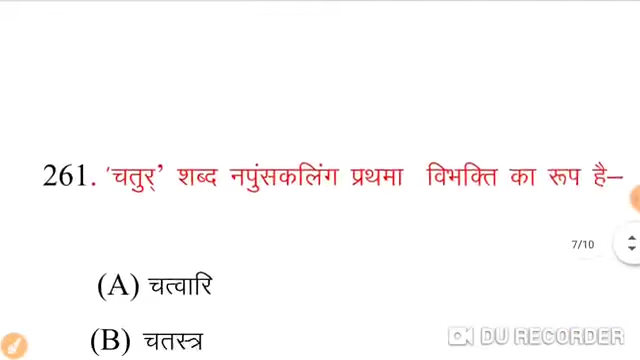 261. ‘चतुर्’ शब्द नपुंसकलिंग प्रथमा विभक्ति का रूप है–
7/10
(A) चत्वारि
(B) चतस्त्र
DU RECORDER